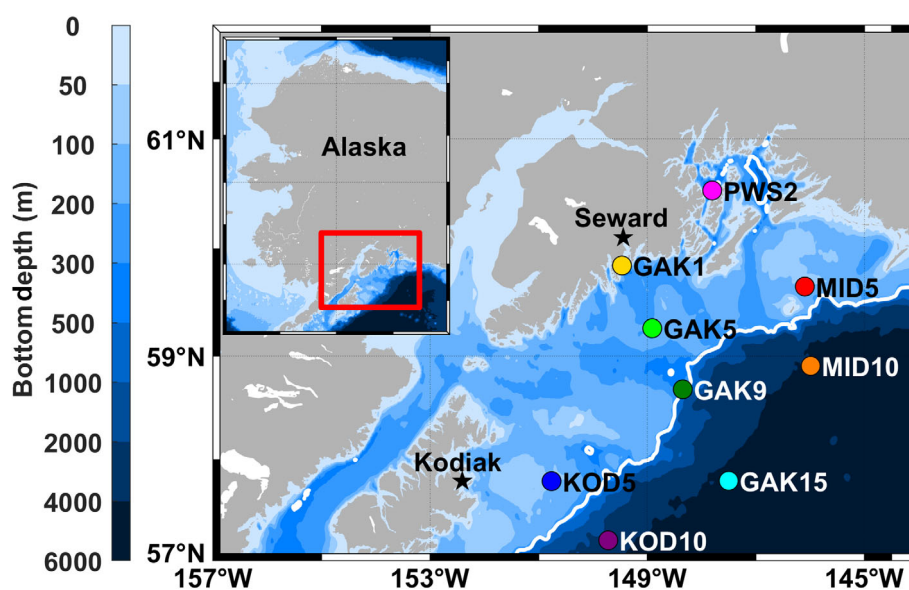 0
50
100
200
300
500
1000
2000
4000
6000
Bottom depth (m)
Alaska
61°N
59°N
57°N
157°W
153°W
149°W
145°W
PWS2
Seward
GAK1
MID5
GAK5
MID10
GAK9
Kodiak
KOD5
GAK15
KOD10